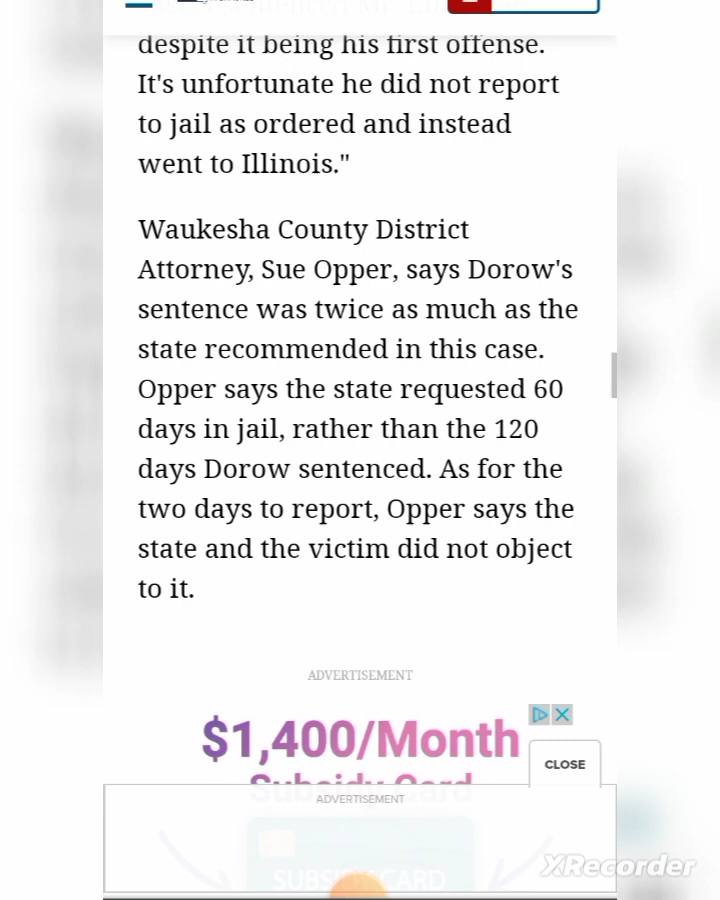 despite it being his first offense.
It's unfortunate he did not report
to jail as ordered and instead
went to Illinois."
Waukesha County District
Attorney, Sue Opper, says Dorow's
sentence was twice as much as the
state recommended in this case.
Opper says the state requested 60
days in jail, rather than the 120
days Dorow sentenced. As for the
two days to report, Opper says the
state and the victim did not object
to it.
ADVERTISEMENT
$1,400/Month
Subsidy Card
CLOSE
ADVERTISEMENT
SUBSIDY CARD
XRecorder